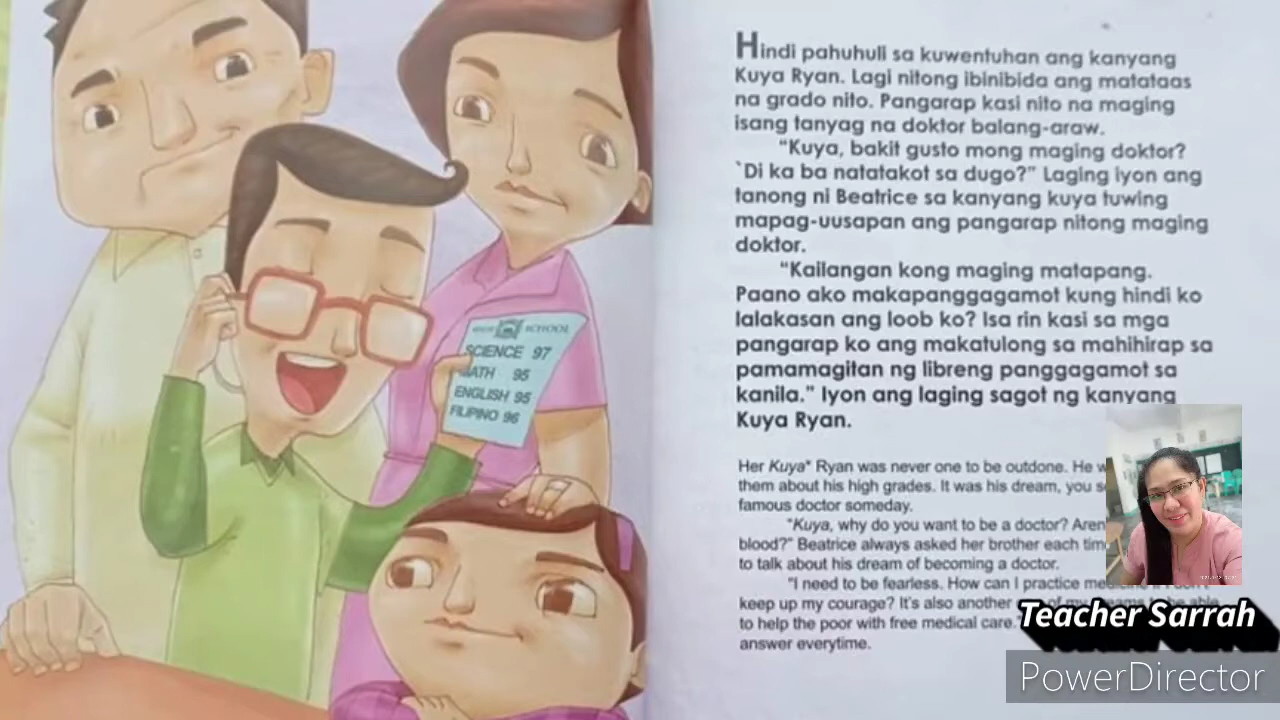 SCHOOL
SCIENCE 97
MATH 95
ENGLISH 95
FILIPINO 96
Hindi pahuhuli sa kuwentuhan ang kanyang
Kuya Ryan. Lagi nitong ibinibida ang matataas
na grado nito. Pangarap kasi nito na maging
isang tanyag na doktor balang-araw.
“Kuya, bakit gusto mong maging doktor?
`Di ka ba natatakot sa dugo?” Laging iyon ang
tanong ni Beatrice sa kanyang kuya tuwing
mapag-uusapan ang pangarap nitong maging
doktor.
“Kailangan kong maging matapang.
Paano ako makapanggagamot kung hindi ko
lalakasan ang loob ko? Isa rin kasi sa mga
pangarap ko ang makatulong sa mahihirap sa
pamamagitan ng libreng panggagamot sa
kanila.” Iyon ang laging sagot ng kanyang
Kuya Ryan.
Her Kuya* Ryan was never one to be outdone. He
them about his high grades. It was his dream, you
famous doctor someday.
“Kuya, why do you want to be a doctor?
blood?” Beatrice always asked her brother each
to talk about his dream of becoming a doctor.
“I need to be fearless. How can I practice
keep up my courage? It's also another
to help the poor with free medical care.
answer everytime.
Teacher Sarrah
PowerDirector